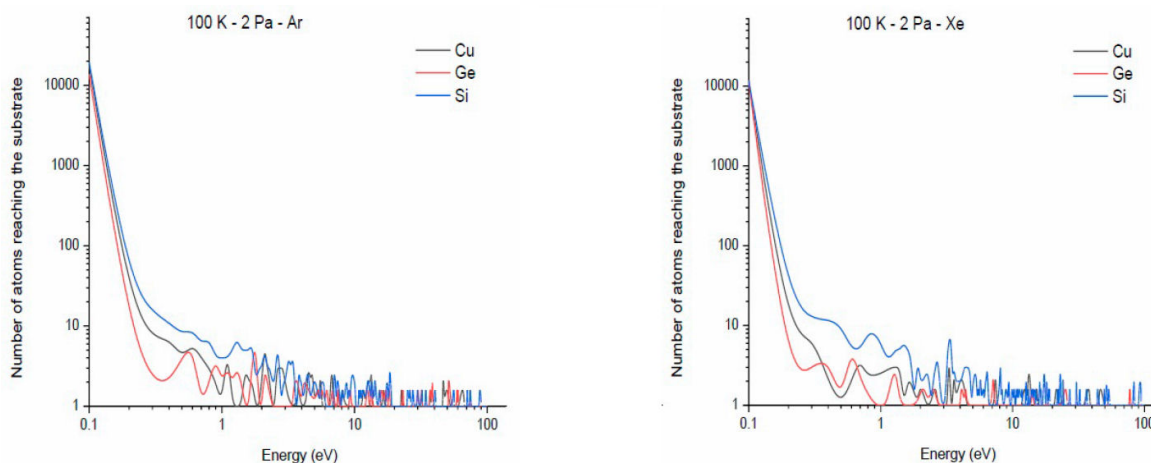 100 K - 2 Pa - Ar
Cu
Ge
Si
10000
1000
100
10
1
0.1
1
10
100
Number of atoms reaching the substrate
Energy (eV)
100 K - 2 Pa - Xe
Cu
Ge
Si
10000
1000
100
10
1
0.1
1
10
100
Number of atoms reaching the substrate
Energy (eV)